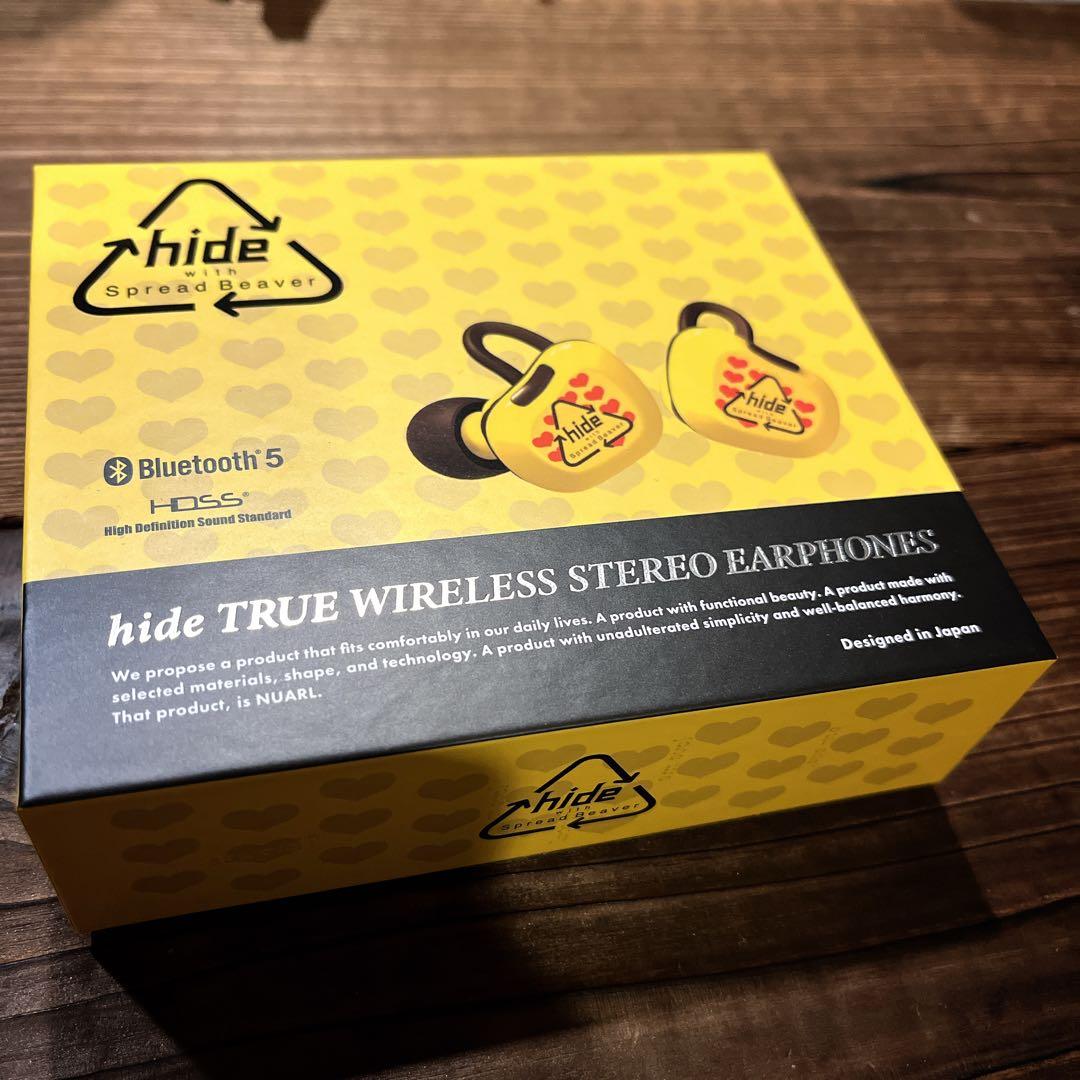 hide
with
Spread Beaver
hide
with
Spread Beaver
hide
with
Spread Beaver
Bluetooth® 5
HDSS®
High Definition Sound Standard
hide TRUE WIRELESS STEREO EARPHONES
We propose a product that fits comfortably in our daily lives. A product with functional beauty. A product made with
selected materials, shape, and technology. A product with unadulterated simplicity and well-balanced harmony.
That product, is NUARL.
Designed in Japan
hide
with
Spread Beaver